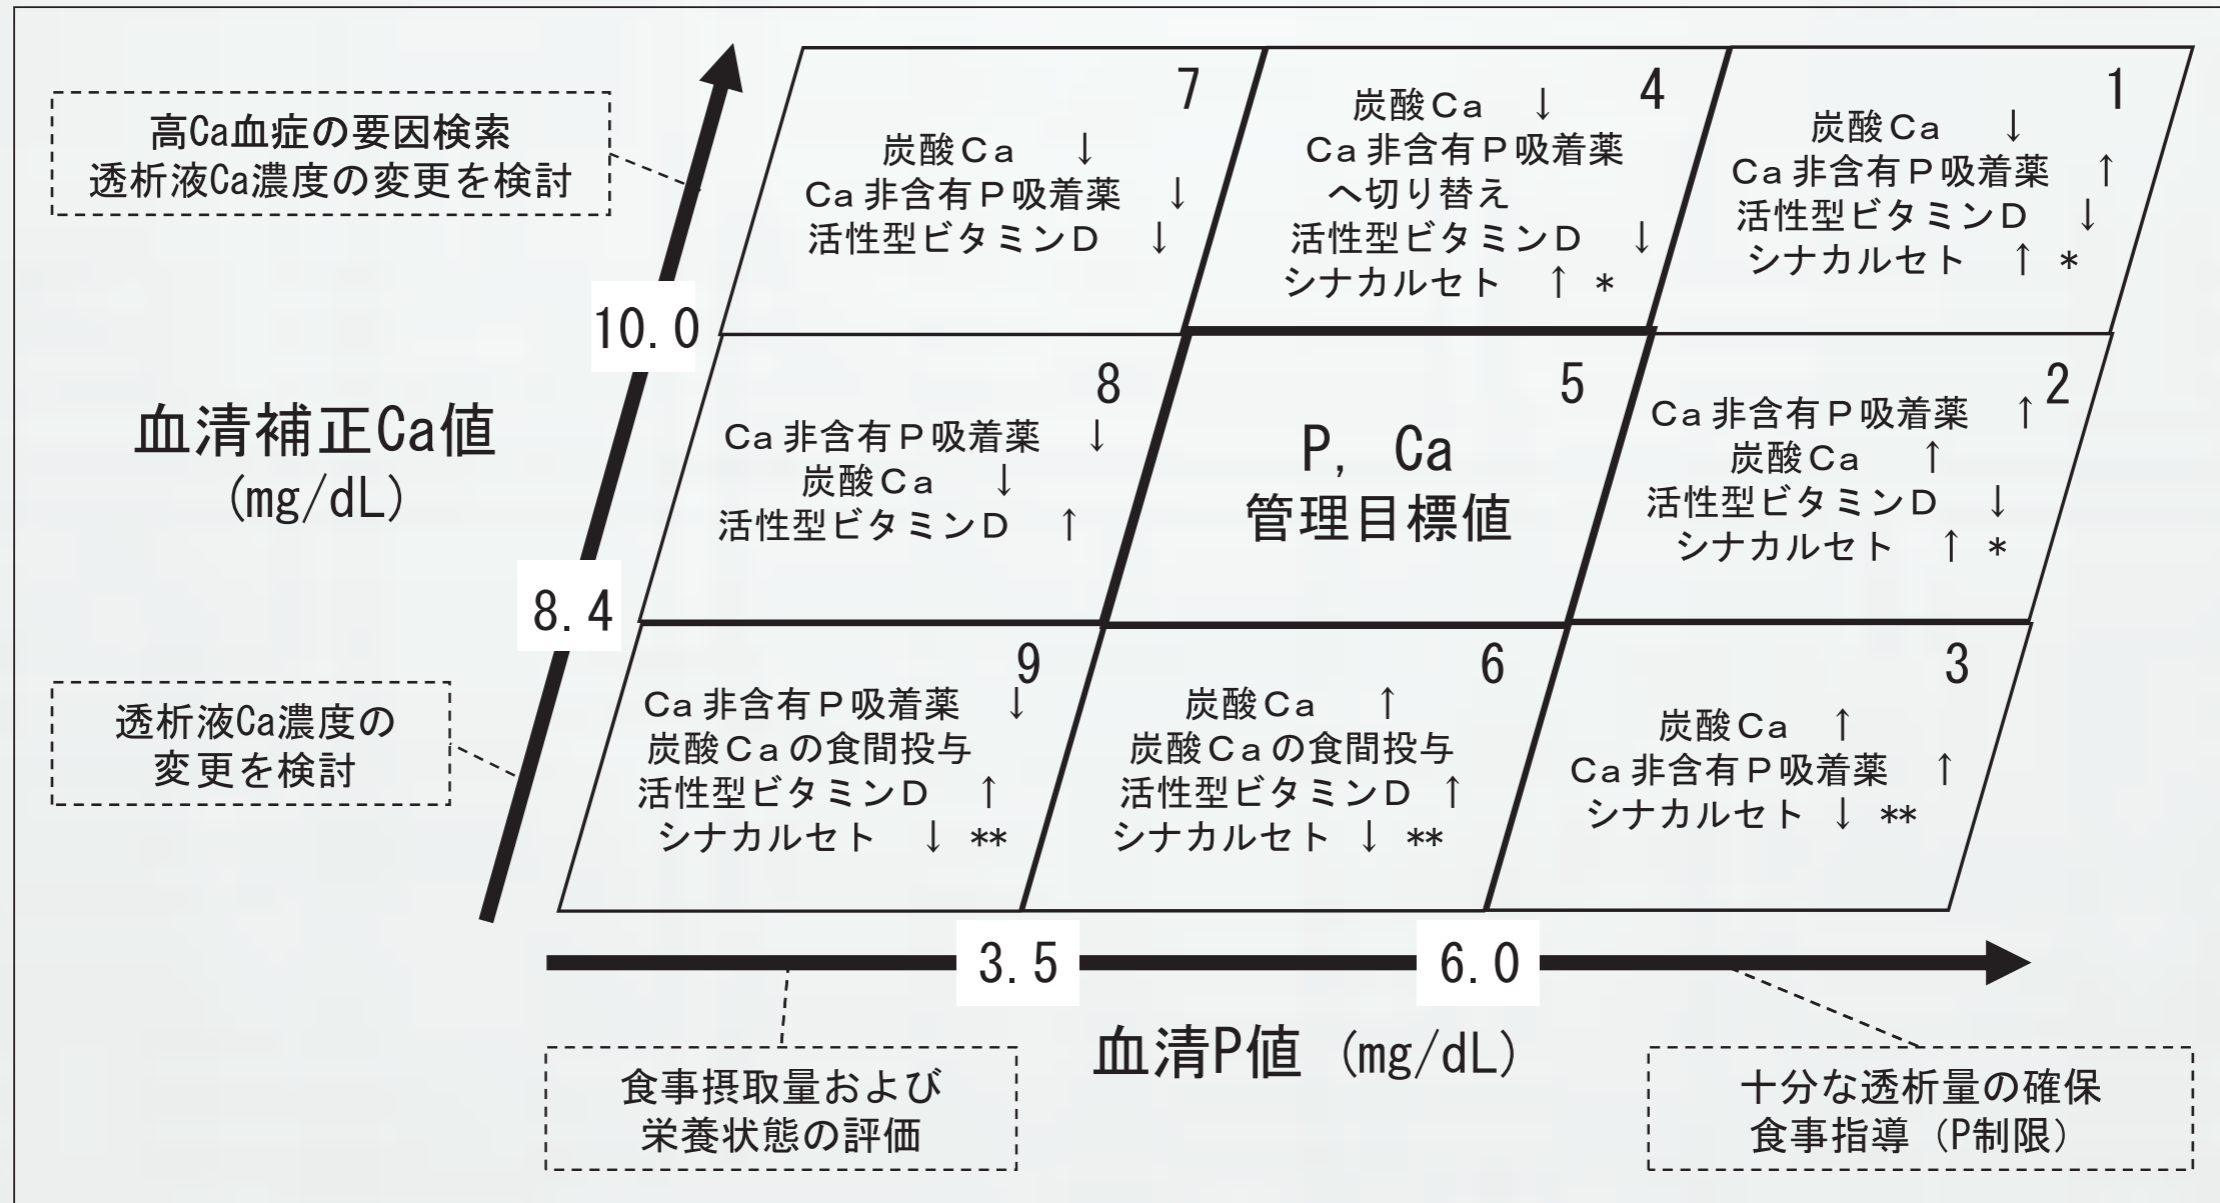 高Ca血症の要因検索
透析液Ca濃度の変更を検討
7
炭酸Ca ↓
Ca非含有P吸着薬 ↓
活性型ビタミンD ↓
4
炭酸Ca ↓
Ca非含有P吸着薬
へ切り替え
活性型ビタミンD ↓
シナカルセト ↑ *
1
炭酸Ca ↓
Ca非含有P吸着薬 ↑
活性型ビタミンD ↓
シナカルセト ↑ *
10.0
血清補正Ca値
(mg/dL)
8
Ca非含有P吸着薬 ↓
炭酸Ca ↓
活性型ビタミンD ↑
5
P, Ca
管理目標値
2
Ca非含有P吸着薬 ↑
炭酸Ca ↑
活性型ビタミンD ↓
シナカルセト ↑ *
8.4
透析液Ca濃度の
変更を検討
9
Ca非含有P吸着薬 ↓
炭酸Caの食間投与
活性型ビタミンD ↑
シナカルセト ↓ **
6
炭酸Ca ↑
炭酸Caの食間投与
活性型ビタミンD ↑
シナカルセト ↓ **
3
炭酸Ca ↑
Ca非含有P吸着薬 ↑
シナカルセト ↓ **
3.5
6.0
血清P値 (mg/dL)
食事摂取量および
栄養状態の評価
十分な透析量の確保
食事指導（P制限）